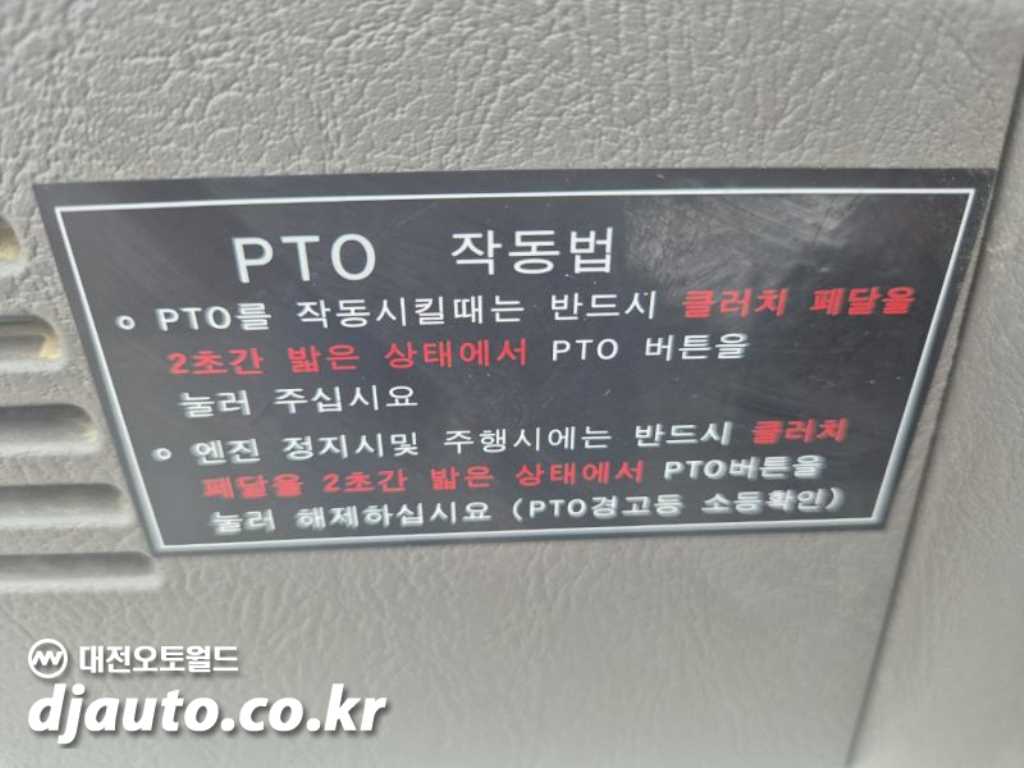 PTO 작동법
o PTO를 작동시킬때는 반드시 클러치 페달을
2초간 밟은 상태에서 PTO 버튼을
눌러 주십시요
o 엔진 정지시및 주행시에는 반드시 클러치
페달을 2초간 밟은 상태에서 PTO버튼을
눌러 해제하십시요 (PTO경고등 소등확인)
대전오토월드
djauto.co.kr